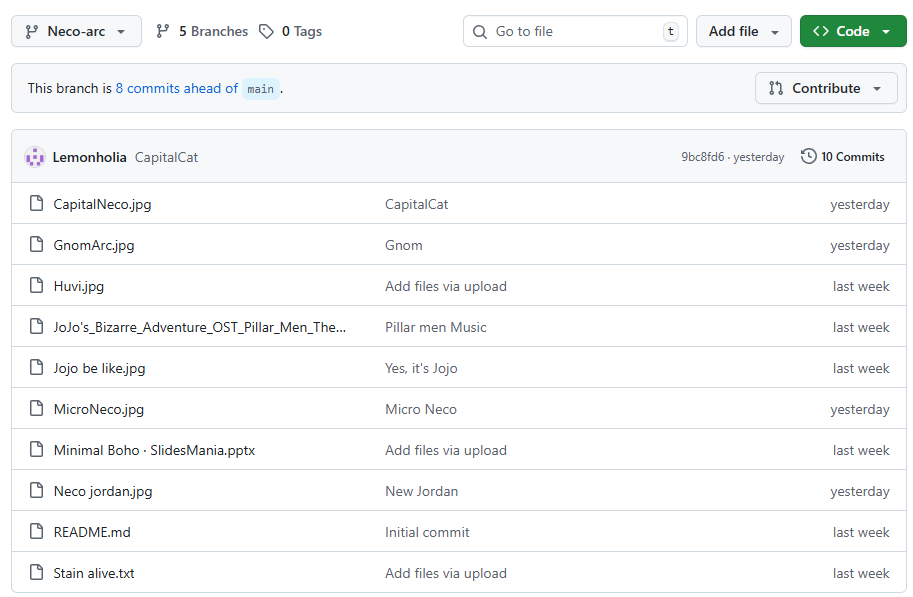 Neco-arc 5 Branches 0 Tags Go to file t Add file Code
This branch is 8 commits ahead of main . Contribute
Lemonholia CapitalCat 9bc8fd6 · yesterday 10 Commits
CapitalNeco.jpg CapitalCat yesterday
GnomArc.jpg Gnom yesterday
Huvi.jpg Add files via upload last week
JoJo's_Bizarre_Adventure_OST_Pillar_Men_The... Pillar men Music last week
Jojo be like.jpg Yes, it's Jojo last week
MicroNeco.jpg Micro Neco yesterday
Minimal Boho · SlidesMania.pptx Add files via upload last week
Neco jordan.jpg New Jordan yesterday
README.md Initial commit last week
Stain alive.txt Add files via upload last week